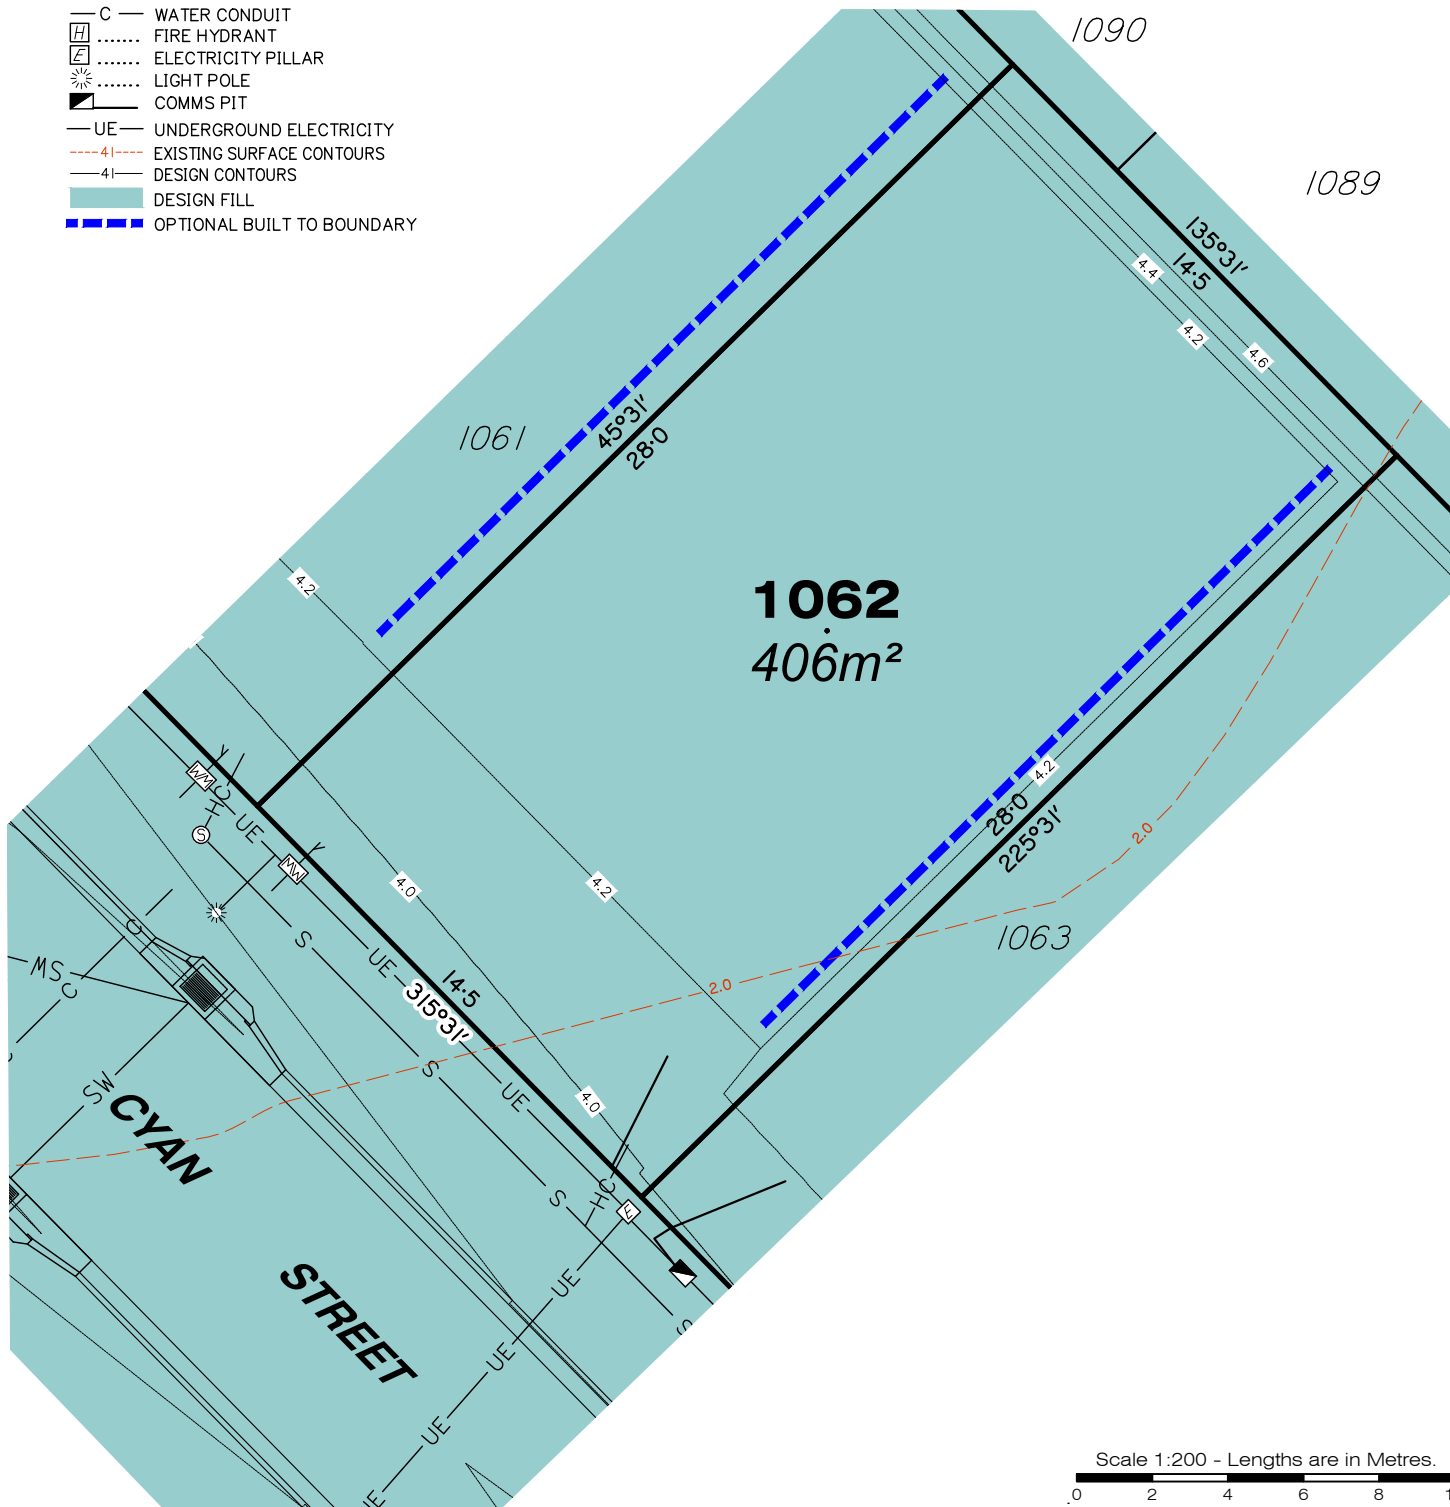 C WATER CONDUIT
H ....... FIRE HYDRANT
E ....... ELECTRICITY PILLAR
....... LIGHT POLE
COMMS PIT
UE UNDERGROUND ELECTRICITY
41 EXISTING SURFACE CONTOURS
41 DESIGN CONTOURS
DESIGN FILL
OPTIONAL BUILT TO BOUNDARY
1090
1089
135°31'
14·5
4.4
4.2
4.6
45°31'
28·0
1061
4.2
1062
406m²
4.2
28·0
225°31'
2.0
1063
WM
C
H
UE
S
MW
4.0
4.2
C
S
UE
14·5
315°31'
2.0
SW
C
SW
S
UE
4.0
CYAN
STREET
S
C
H
E
UE
S
UE
UE
UE
Scale 1:200 - Lengths are in Metres.
0 2 4 6 8